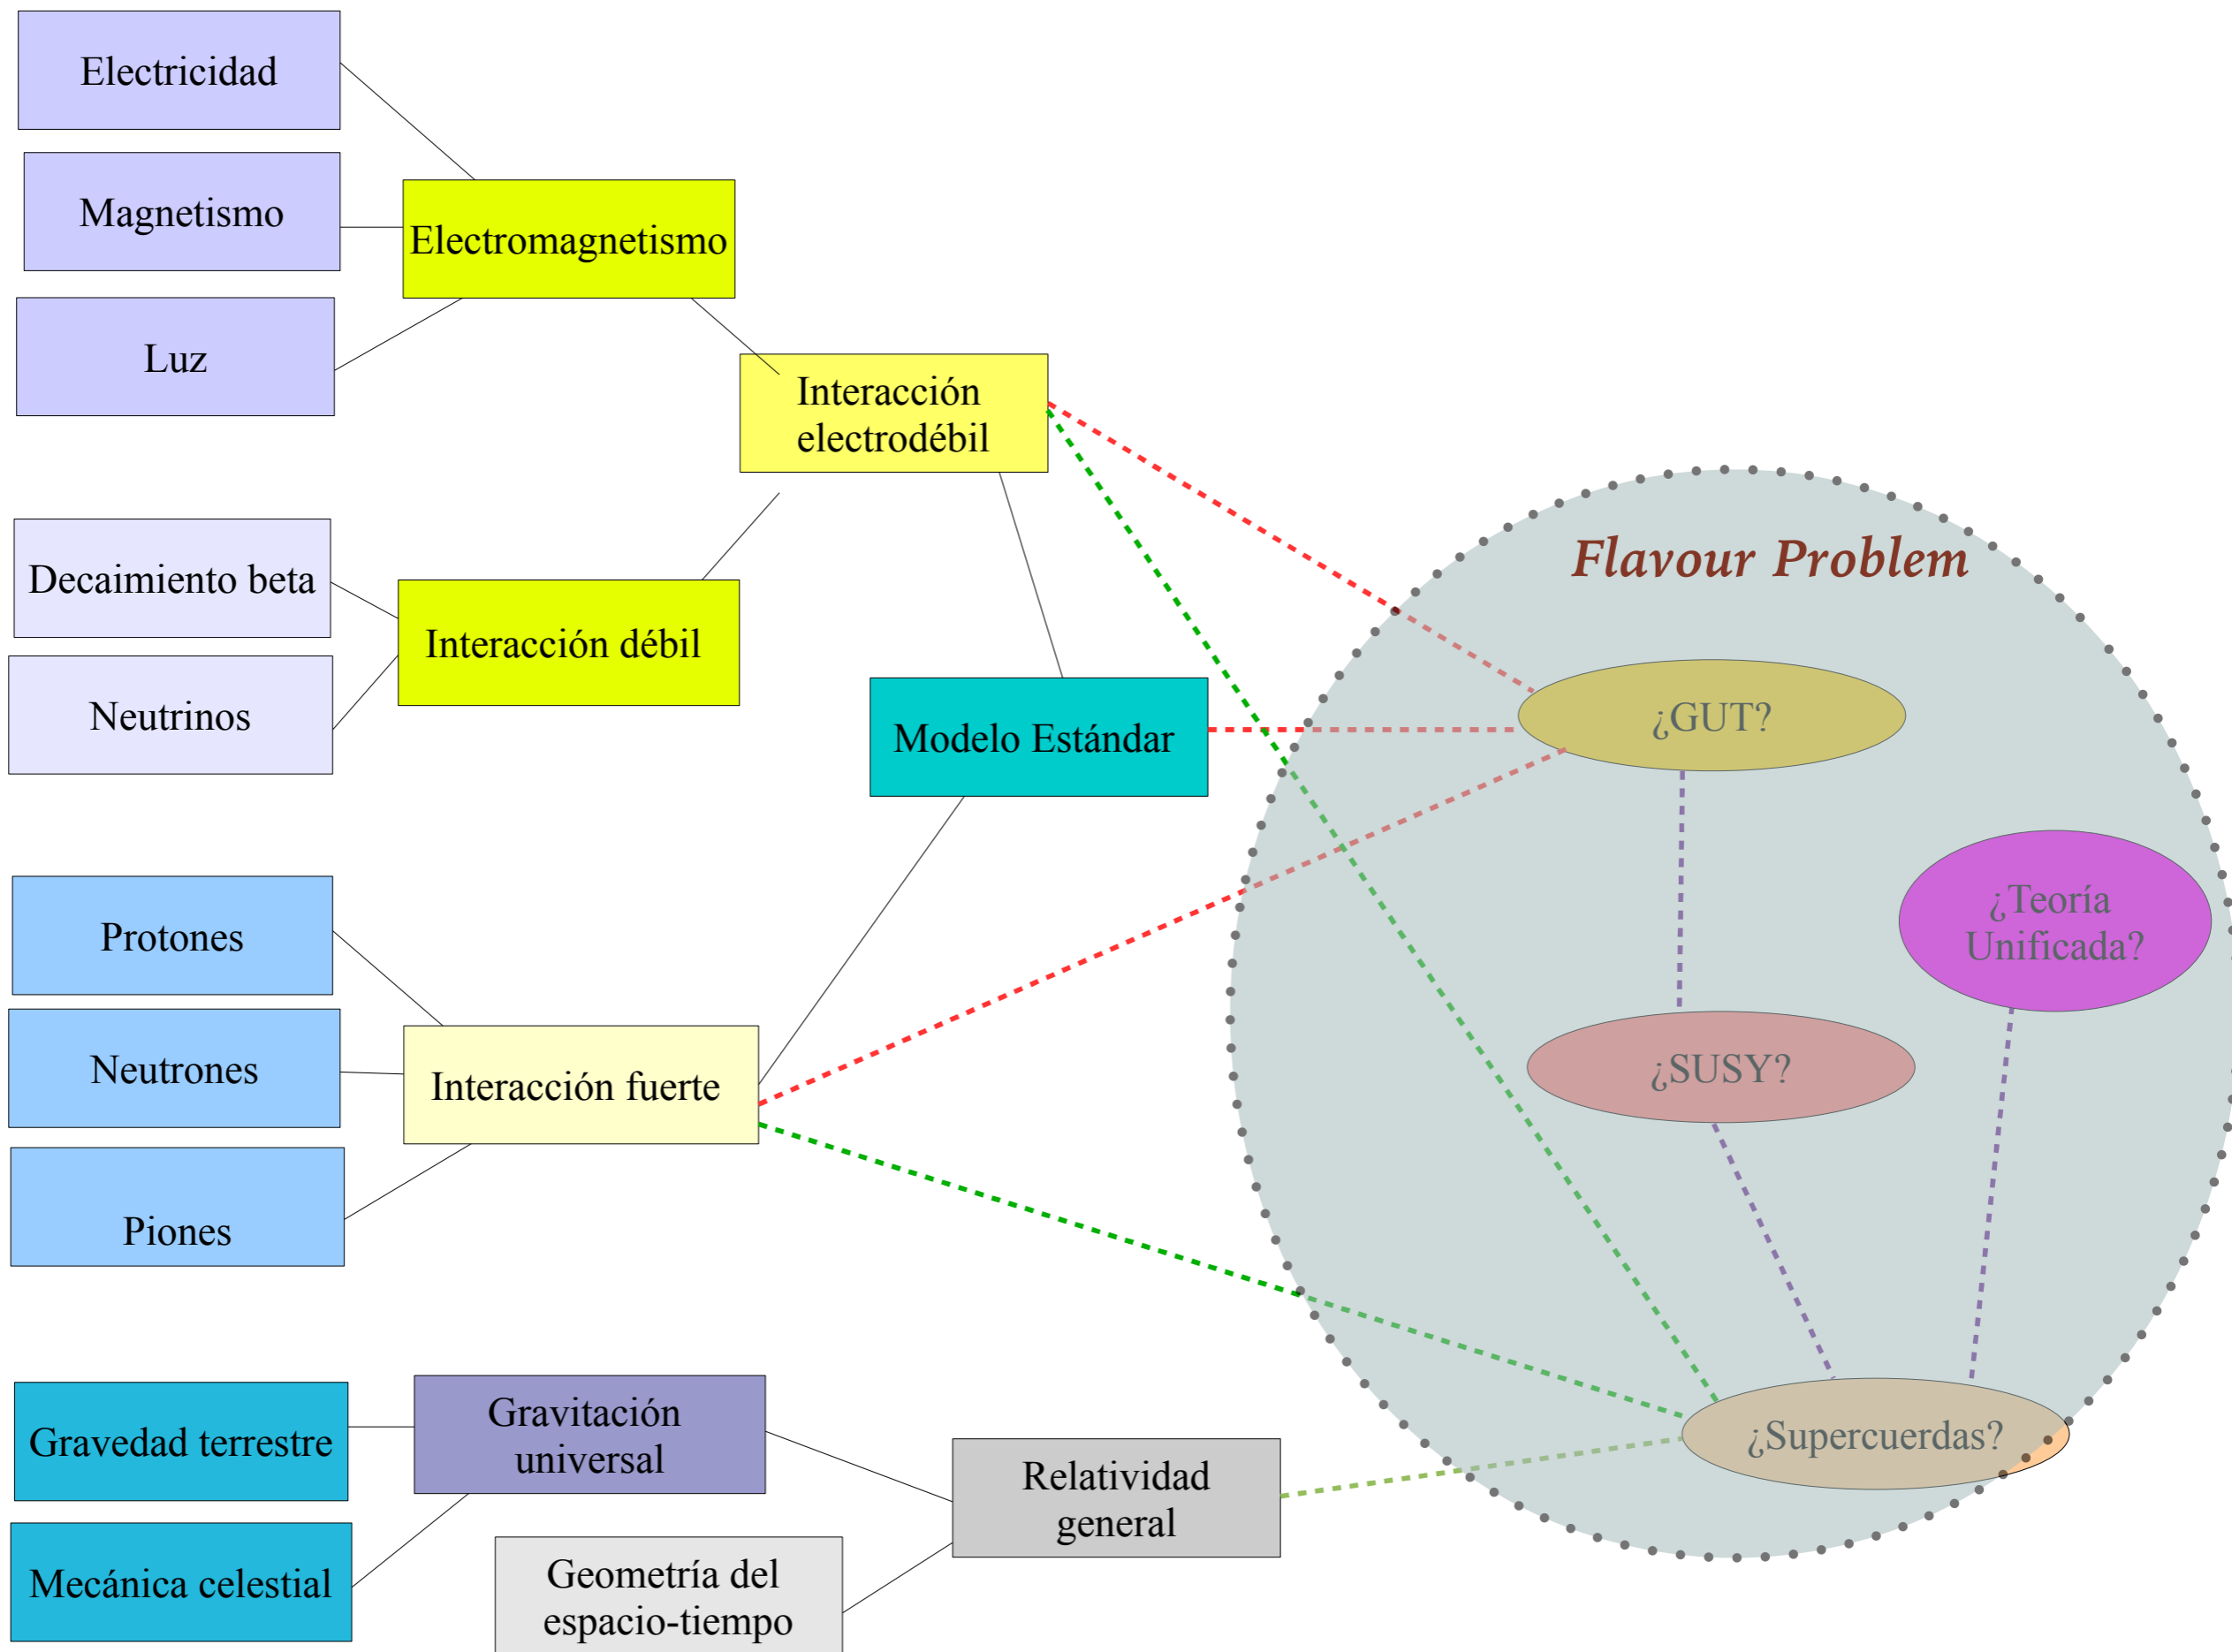 Electricidad
Magnetismo
Luz
Electromagnetismo
Interacción
electrodébil
Decaimiento beta
Neutrinos
Interacción débil
Modelo Estándar
Protones
Neutrones
Piones
Interacción fuerte
Gravedad terrestre
Mecánica celestial
Gravitación
universal
Geometría del
espacio-tiempo
Relatividad
general
Flavour Problem
¿GUT?
¿Teoría
Unificada?
¿SUSY?
¿Supercuerdas?